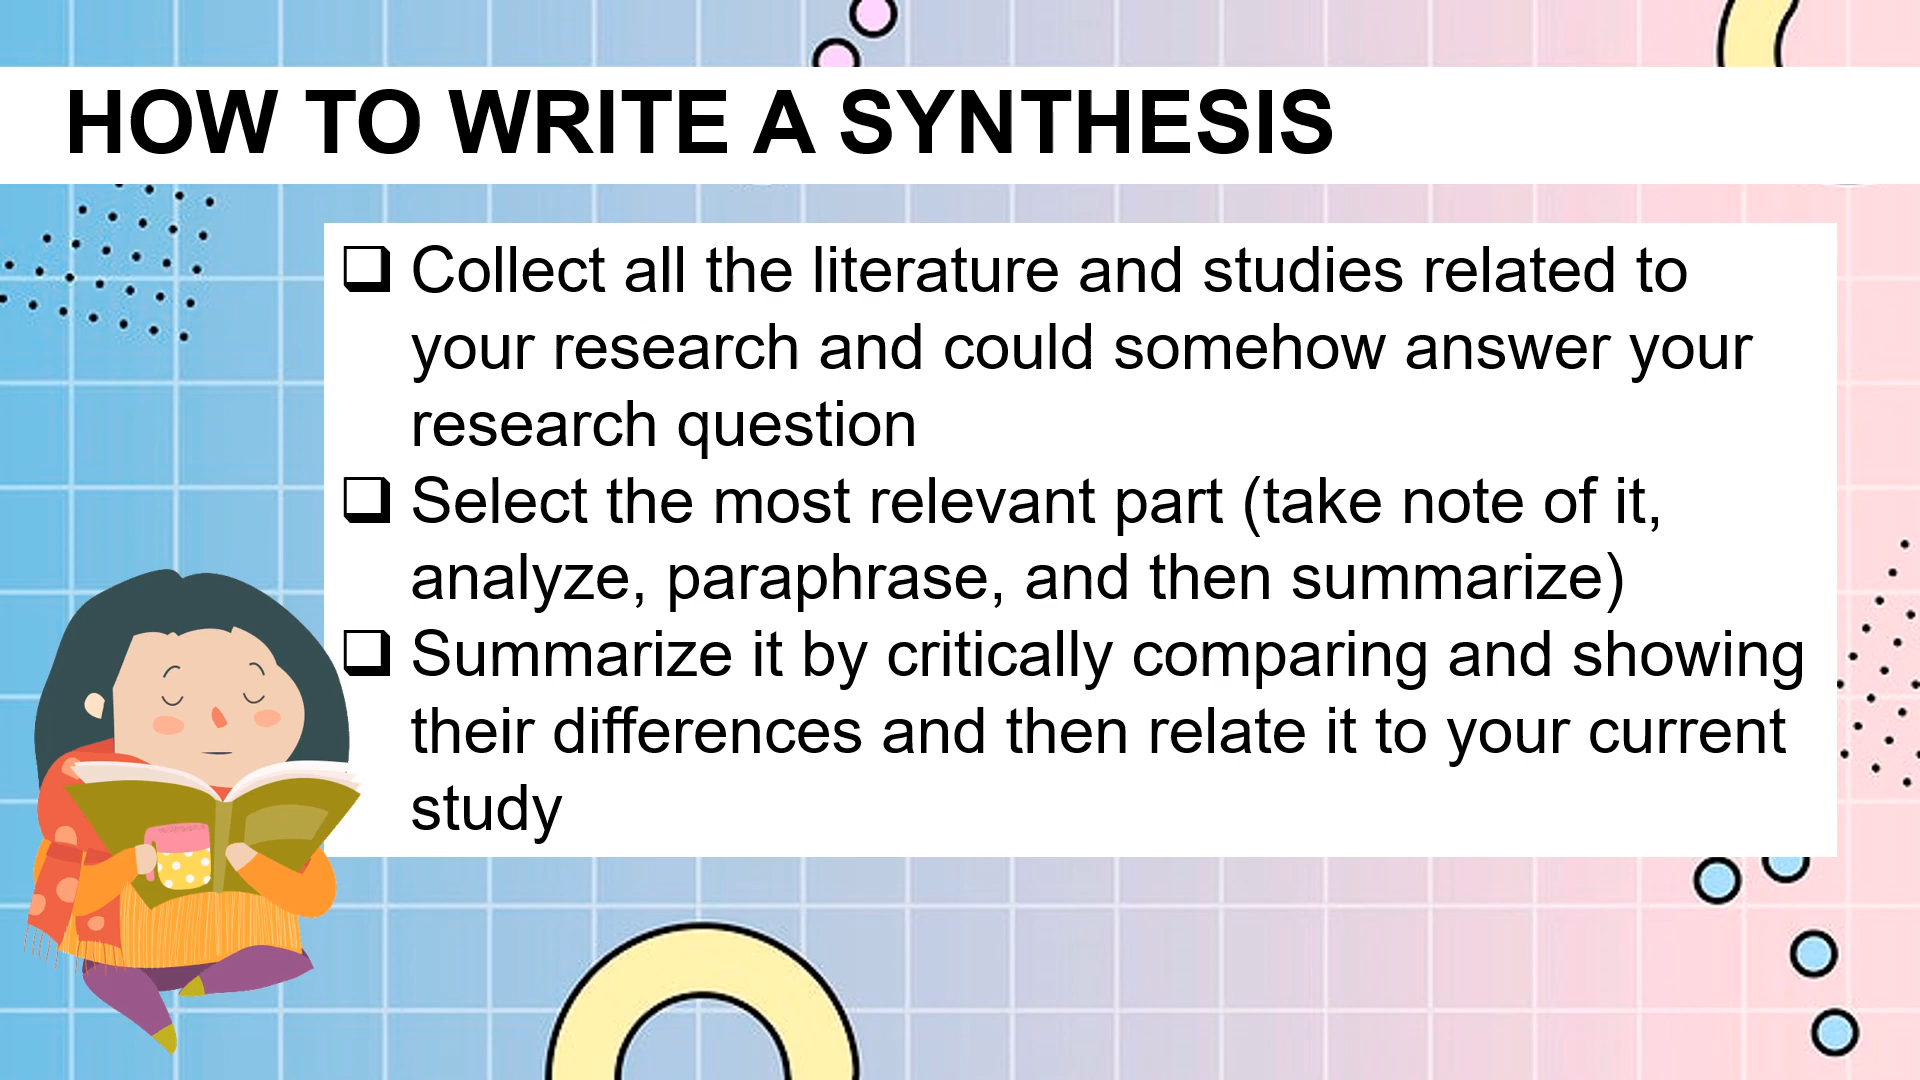 HOW TO WRITE A SYNTHESIS
❑ Collect all the literature and studies related to
your research and could somehow answer your
research question
❑ Select the most relevant part (take note of it,
analyze, paraphrase, and then summarize)
❑ Summarize it by critically comparing and showing
their differences and then relate it to your current
study